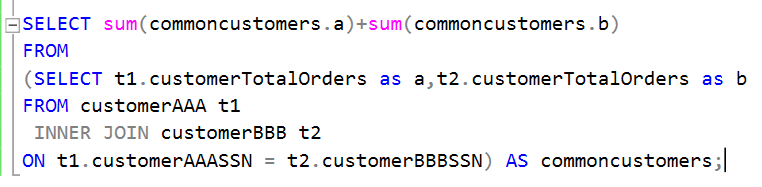 SELECT sum(commoncustomers.a)+sum(commoncustomers.b)
FROM
(SELECT t1.customerTotalOrders as a,t2.customerTotalOrders as b
FROM customerAAA t1
 INNER JOIN customerBBB t2
ON t1.customerAAASSN = t2.customerBBBSSN) AS commoncustomers;